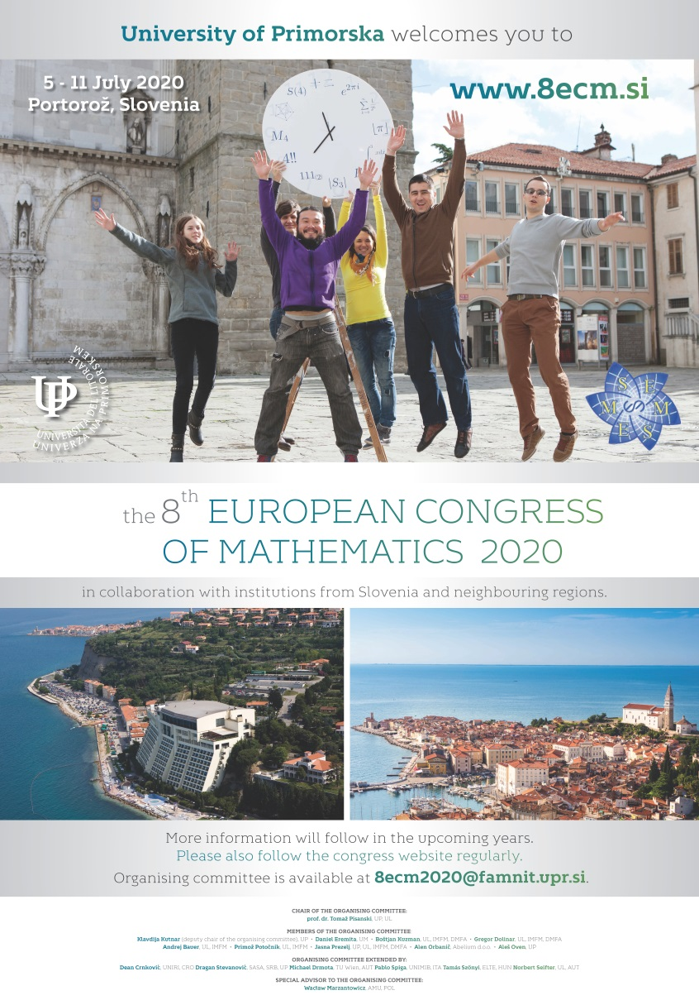 University of Primorska welcomes you to
5 - 11 July 2020
Portorož, Slovenia
www.8ecm.si
S(4)
e²πi
M₄
⌊π⌋
4!!
111₍₂₎
|S₃|
UP
UNIVERSITÀ DEL LITORALE
UNIVERZA NA PRIMORSKEM
SEMES M
the 8th EUROPEAN CONGRESS
OF MATHEMATICS 2020
in collaboration with institutions from Slovenia and neighbouring regions.
More information will follow in the upcoming years.
Please also follow the congress website regularly.
Organising committee is available at 8ecm2020@famnit.upr.si.
CHAIR OF THE ORGANISING COMMITTEE:
prof. dr. Tomaž Pisanski, UP, UL
MEMBERS OF THE ORGANISING COMMITTEE
Klavdija Kutnar (deputy chair of the organising committee), UP • Daniel Eremita, UM • Boštjan Kuzman, UL, IMFM, DMFA • Gregor Dolinar, UL, IMFM, DMFA
Andrej Bauer, UL, IMFM • Primož Potočnik, UL, IMFM • Jasna Prezelj, UP, UL, IMFM, DMFA • Alen Orbanić, Abelium d.o.o. • Aleš Oven, UP
ORGANISING COMMITTEE EXTENDED BY:
Dean Crnković, UNIRI, CRO Dragan Stevanović, SASA, SRB, UP Michael Drmota, TU Wien, AUT Pablo Spiga, UNIMIB, ITA Tamás Szőnyi, ELTE, HUN Norbert Seifter, UL, AUT
SPECIAL ADVISOR TO THE ORGANISING COMMITTEE:
Wacław Marzantowicz, AMU, POL